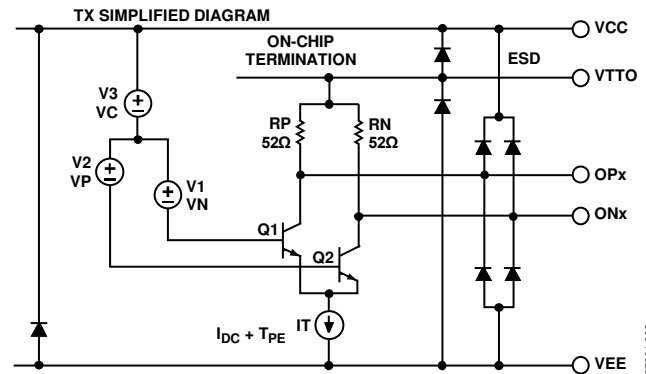 TX SIMPLIFIED DIAGRAM
VCC
ON-CHIP
TERMINATION
ESD
VTTO
V3
VC
RP
52Ω
RN
52Ω
V2
VP
V1
VN
OPx
ONx
Q1
Q2
IT
IDC + TPE
VEE